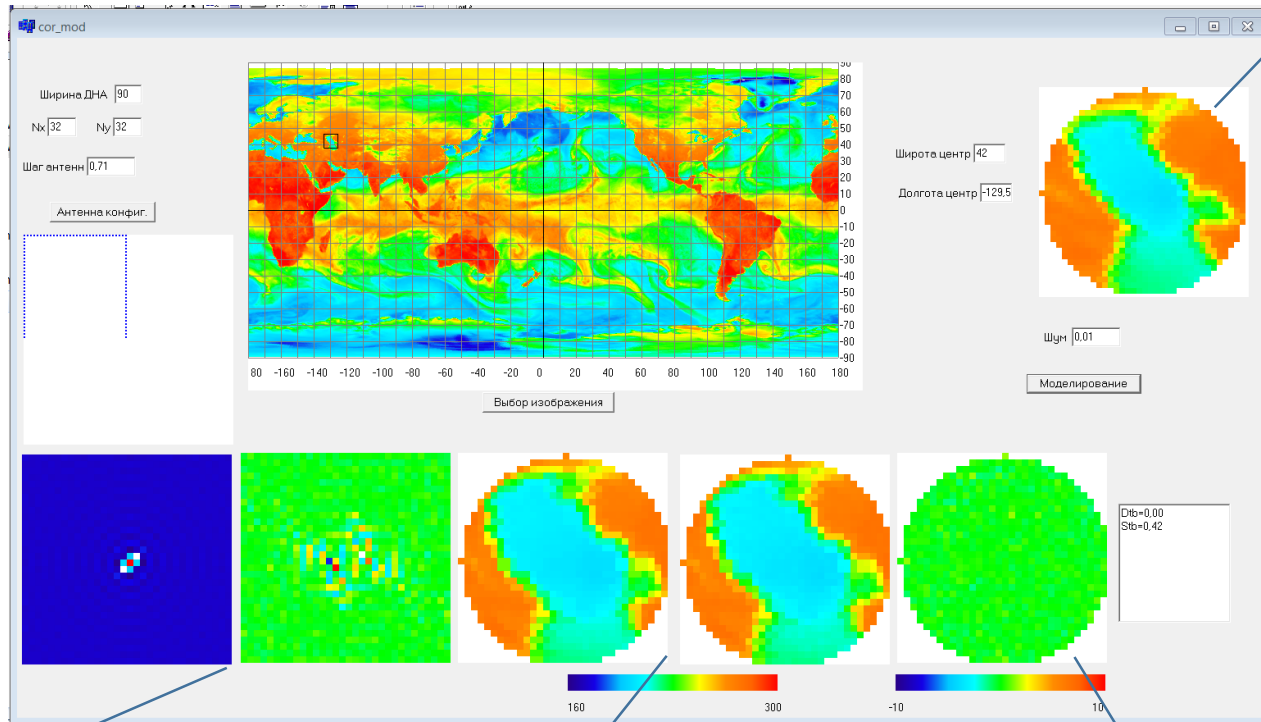 cor_mod
Ширина ДНА 90
Nx 32 Ny 32
Шаг антенн 0,71
Антенна конфиг.
90
80
70
60
50
40
30
20
10
0
-10
-20
-30
-40
-50
-60
-70
-80
-90
80 -160 -140 -120 -100 -80 -60 -40 -20 0 20 40 60 80 100 120 140 160 180
Выбор изображения
Широта центр 42
Долгота центр -129,5
Шум 0,01
Моделирование
Dtb=0,00
Stb=0,42
160 300
-10 10